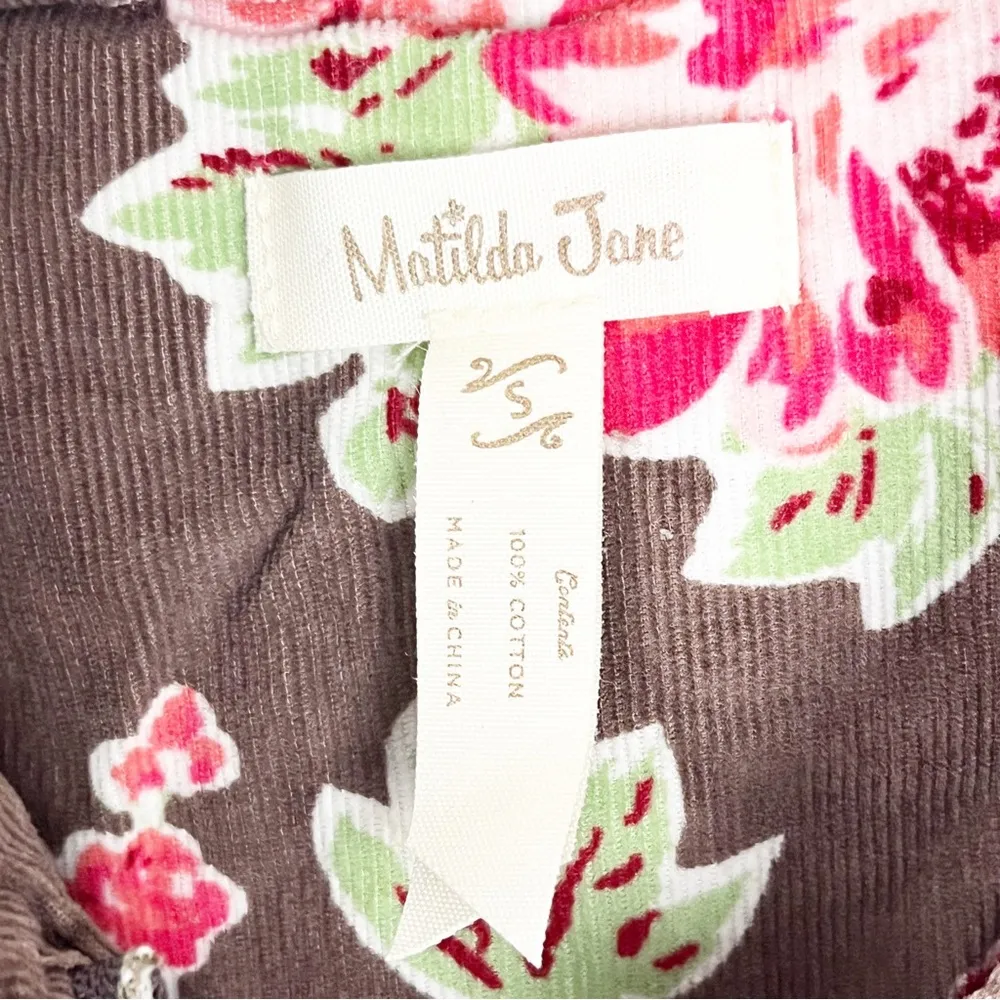 Matilda Jane
S
Contents
100% COTTON
MADE in CHINA